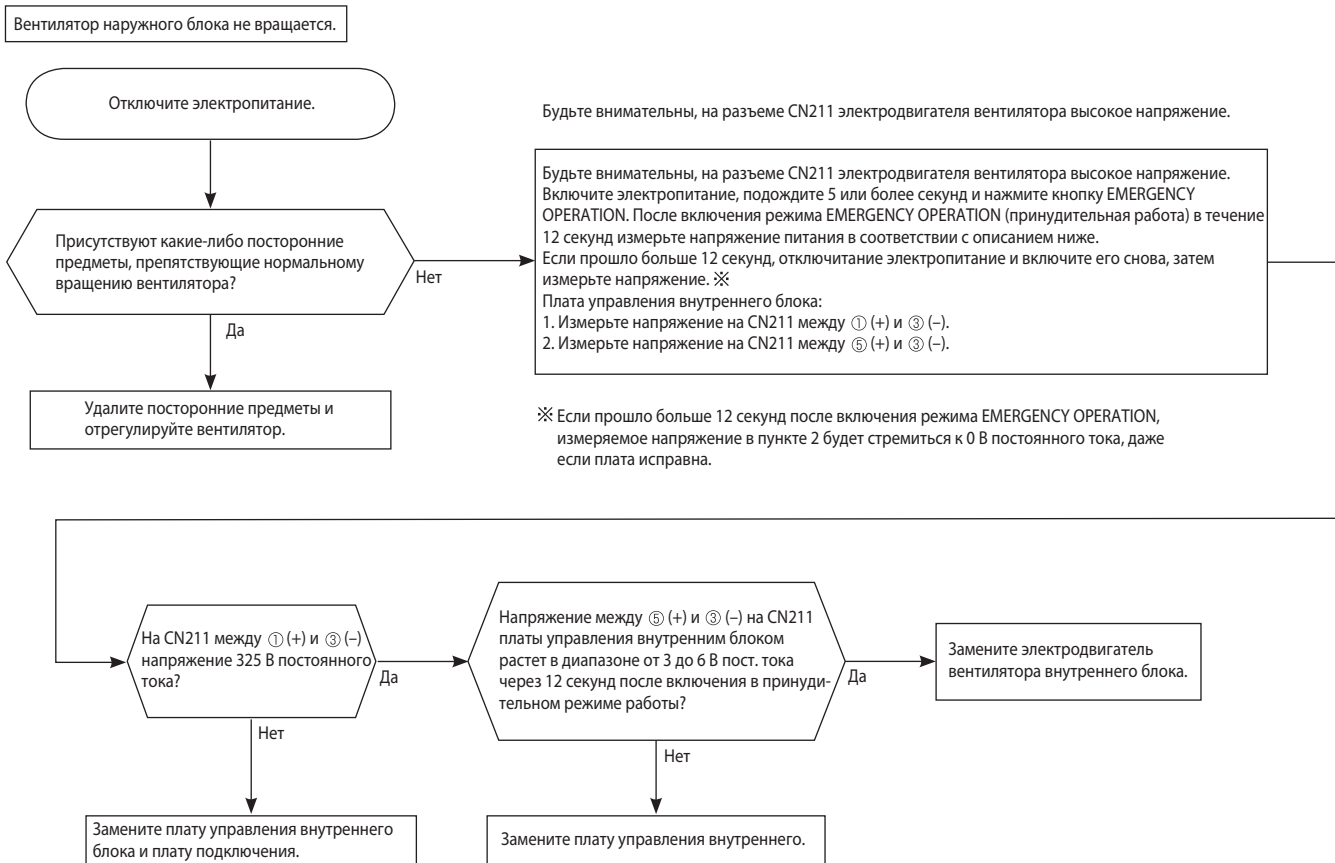 Вентилятор наружного блока не вращается.
Отключите электропитание.
Присутствуют какие-либо посторонние
предметы, препятствующие нормальному
вращению вентилятора?
Нет
Да
Удалите посторонние предметы и
отрегулируйте вентилятор.
Будьте внимательны, на разъеме CN211 электродвигателя вентилятора высокое напряжение.
Будьте внимательны, на разъеме CN211 электродвигателя вентилятора высокое напряжение.
Включите электропитание, подождите 5 или более секунд и нажмите кнопку EMERGENCY
OPERATION. После включения режима EMERGENCY OPERATION (принудительная работа) в течение
12 секунд измерьте напряжение питания в соответствии с описанием ниже.
Если прошло больше 12 секунд, отключитание электропитание и включите его снова, затем
измерьте напряжение. ※
Плата управления внутреннего блока:
1. Измерьте напряжение на CN211 между ① (+) и ③ (–).
2. Измерьте напряжение на CN211 между ⑤ (+) и ③ (–).
※ Если прошло больше 12 секунд после включения режима EMERGENCY OPERATION,
измеряемое напряжение в пункте 2 будет стремиться к 0 В постоянного тока, даже
если плата исправна.
На CN211 между ① (+) и ③ (–)
напряжение 325 В постоянного
тока?
Да
Нет
Замените плату управления внутреннего
блока и плату подключения.
Напряжение между ⑤ (+) и ③ (–) на CN211
платы управления внутренним блоком
растет в диапазоне от 3 до 6 В пост. тока
через 12 секунд после включения в принуди-
тельном режиме работы?
Да
Нет
Замените плату управления внутреннего.
Замените электродвигатель
вентилятора внутреннего блока.